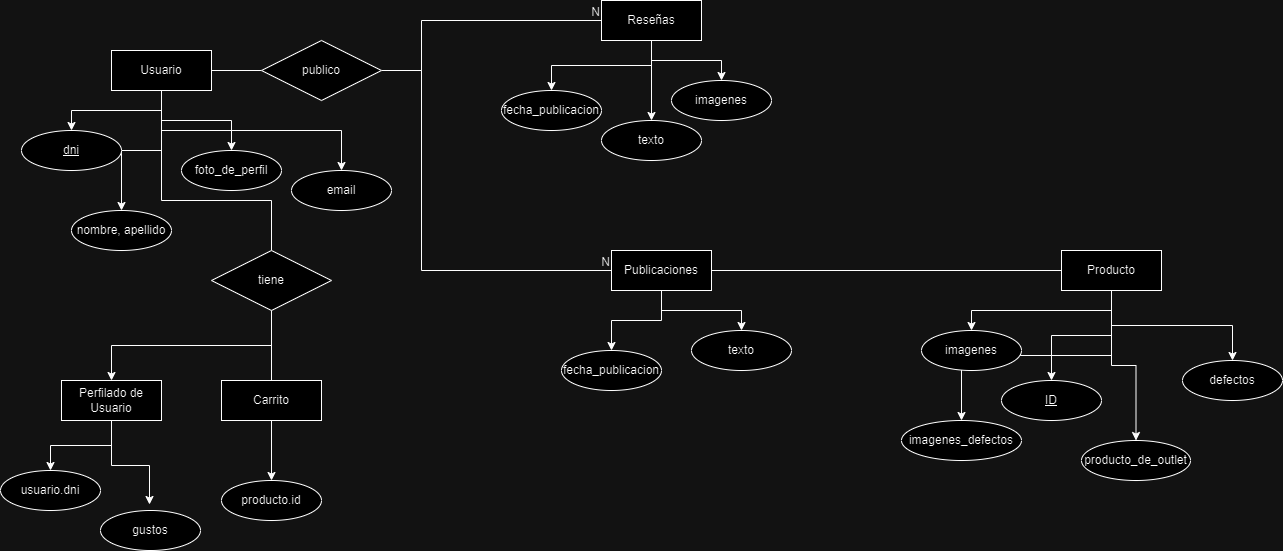 N
Reseñas
Usuario
publico
imagenes
fecha_publicacion
texto
dni
foto_de_perfil
email
nombre, apellido
N
Publicaciones
Producto
tiene
imagenes
texto
fecha_publicacion
defectos
ID
Perfilado de
Usuario
Carrito
imagenes_defectos
producto_de_outlet
usuario.dni
producto.id
gustos